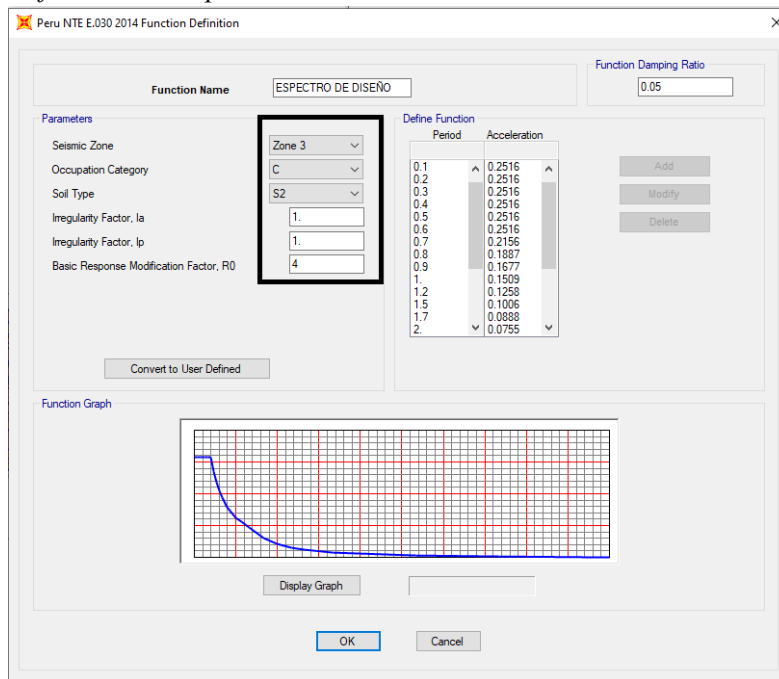 Peru NTE E.030 2014 Function Definition
Function Name
ESPECTRO DE DISEÑO
Function Damping Ratio
0.05
Parameters
Seismic Zone
Zone 3
Occupation Category
C
Soil Type
S2
Irregularity Factor, Ia
1.
Irregularity Factor, Ip
1.
Basic Response Modification Factor, R0
4
Convert to User Defined
Define Function
Period Acceleration
0.1 0.2516
0.2 0.2516
0.3 0.2516
0.4 0.2516
0.5 0.2516
0.6 0.2516
0.7 0.2156
0.8 0.1887
0.9 0.1677
1. 0.1509
1.2 0.1258
1.5 0.1006
1.7 0.0888
2. 0.0755
Add
Modify
Delete
Function Graph
Display Graph
OK
Cancel